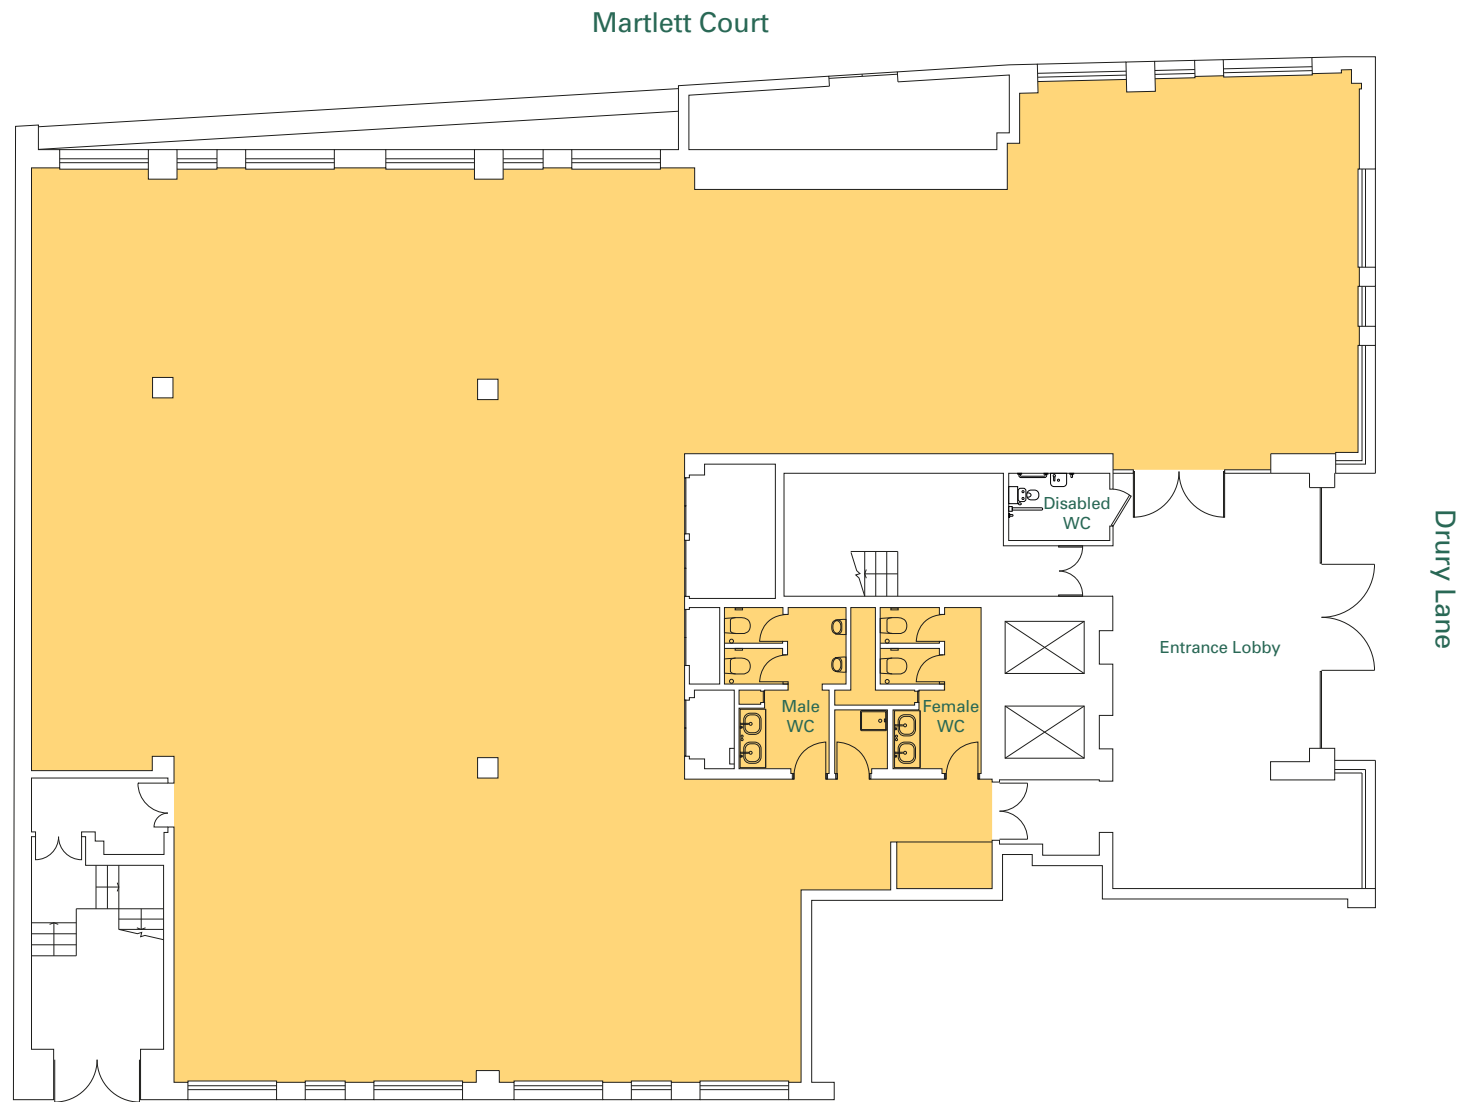 Martlett Court
Disabled
WC
Drury Lane
Entrance Lobby
Male
WC
Female
WC